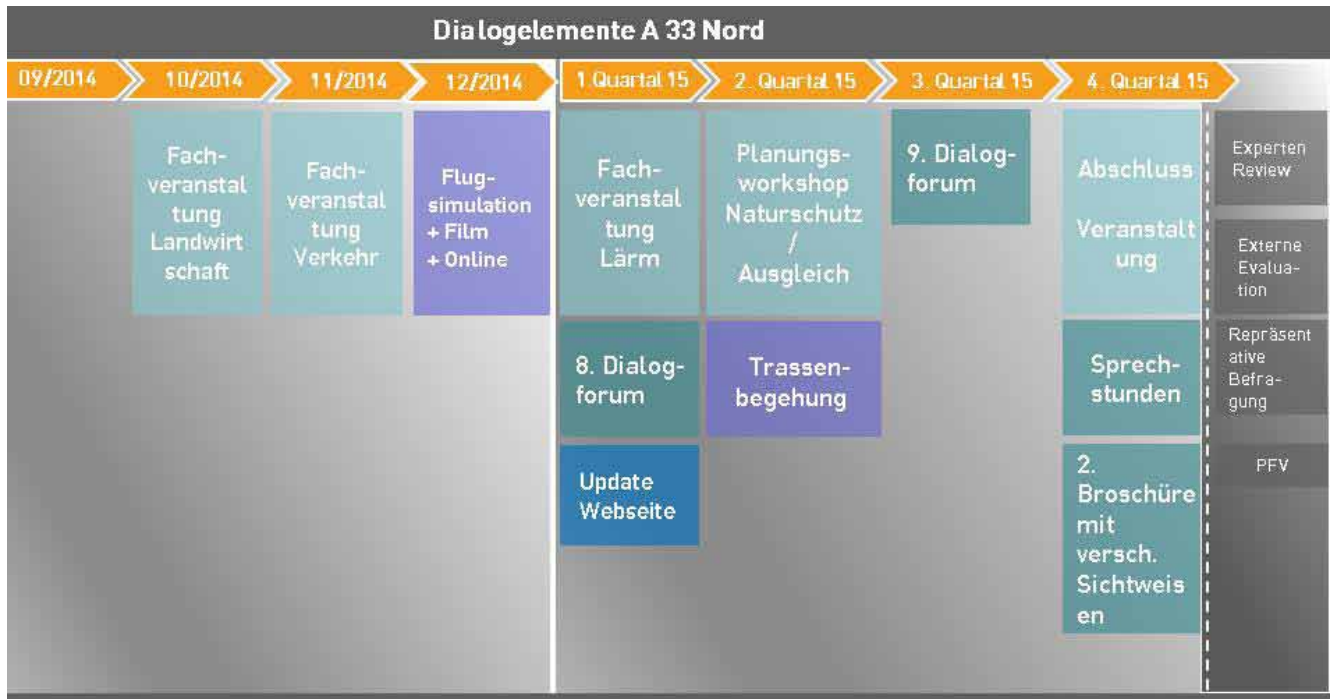 Dialogelemente A 33 Nord
09/2014
10/2014
11/2014
12/2014
1 Quartal 15
2. Quartal 15
3. Quartal 15
4. Quartal 15
Fach-
veranstal
tung
Landwirt
schaft
Fach-
veranstal
tung
Verkehr
Flug-
simulation
+ Film
+ Online
Fach-
veranstal
tung
Lärm
8. Dialog-
forum
Update
Webseite
Planungs-
workshop
Naturschutz
/
Ausgleich
Trassen-
begehung
9. Dialog-
forum
Abschluss
Veranstalt
ung
Sprech-
stunden
2.
Broschüre
mit
versch.
Sichtweis
en
Experten
Review
Externe
Evalua-
tion
Repräsent
ative
Befra-
gung
PFV